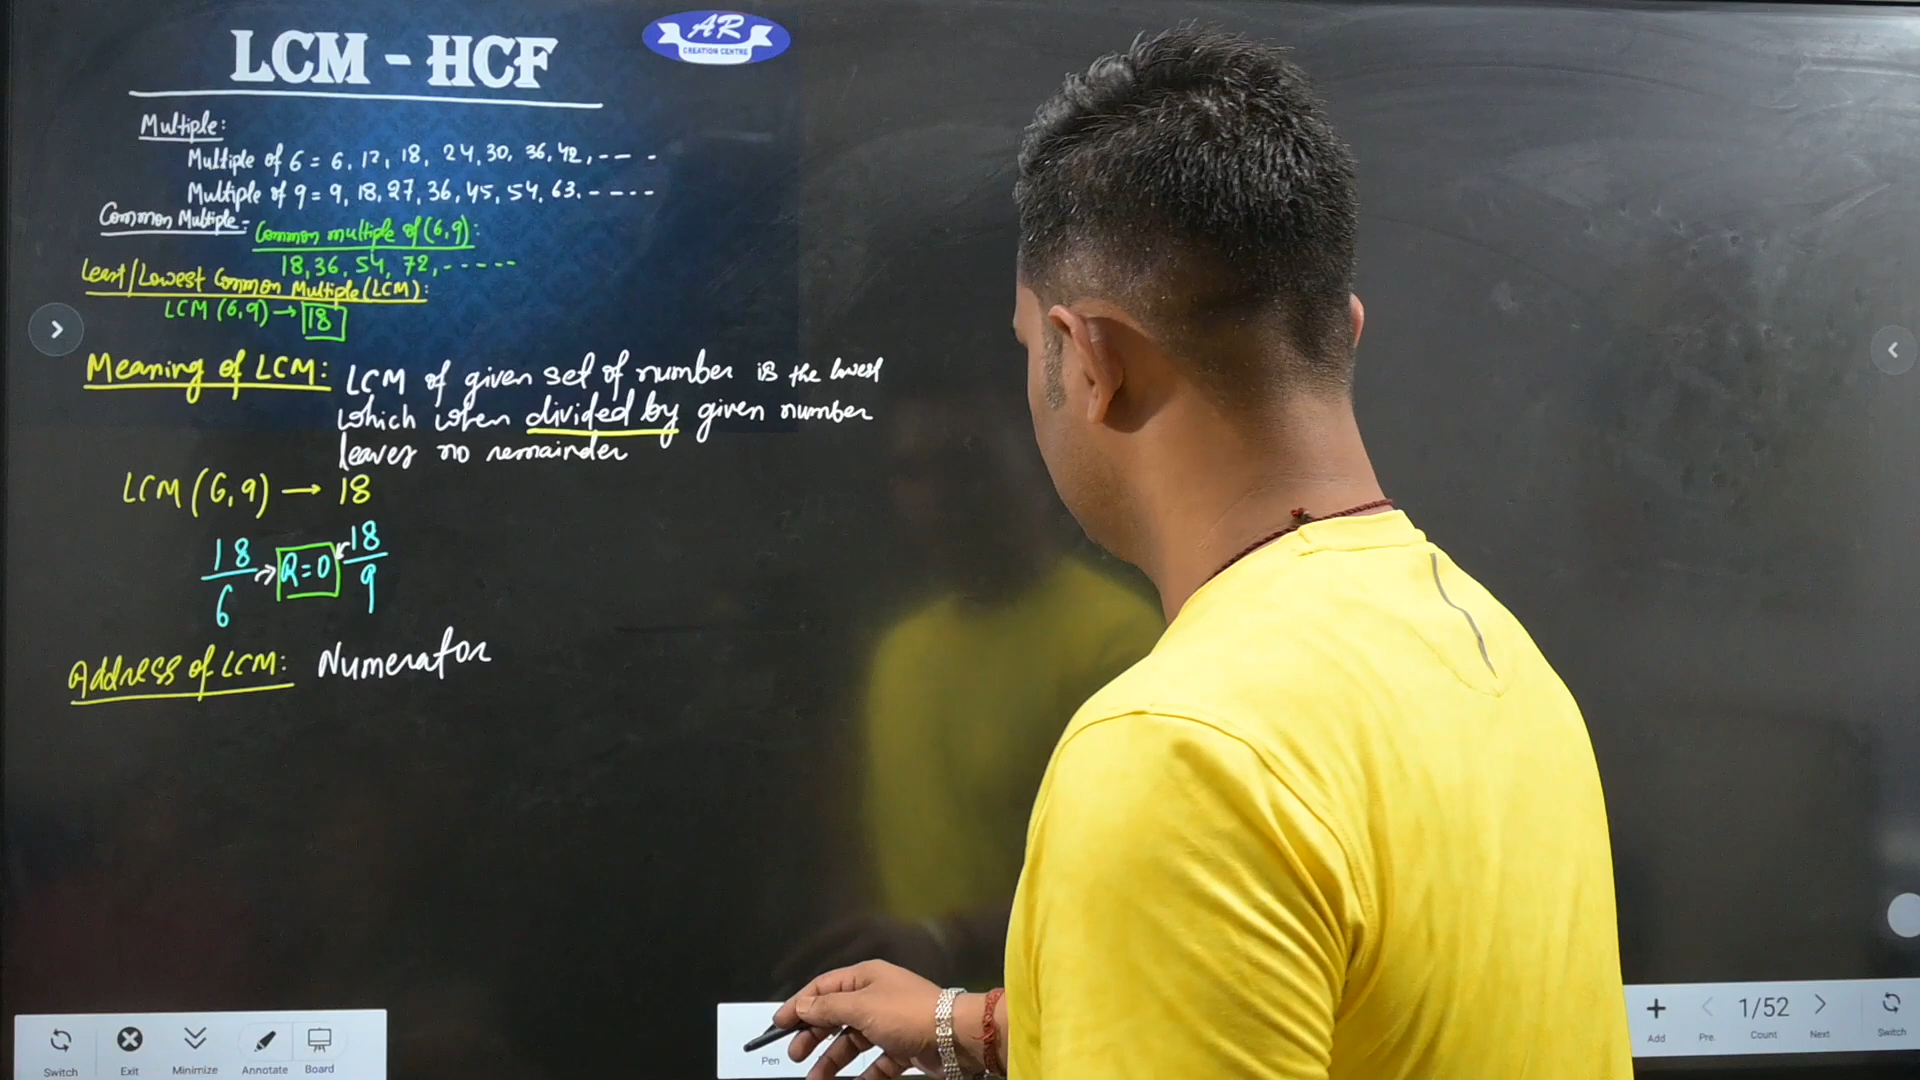 LCM - HCF
AR
CREATION CENTRE
Multiple:
Multiple of 6 = 6, 12, 18, 24, 30, 36, 42, ----
Multiple of 9 = 9, 18, 27, 36, 45, 54, 63, ----
Common Multiple:- Common multiple of (6,9):
18, 36, 54, 72, -----
Least/Lowest Common Multiple (LCM):
LCM (6,9) → 18
Meaning of LCM: LCM of given set of number is the lowest
which when divided by given number
leaves no remainder
LCM (6,9) → 18
18/6 → R=0 ← 18/9
Address of LCM: Numerator
Switch Exit Minimize Annotate Board
Pen
Add Pre. 1/52 Count Next Switch